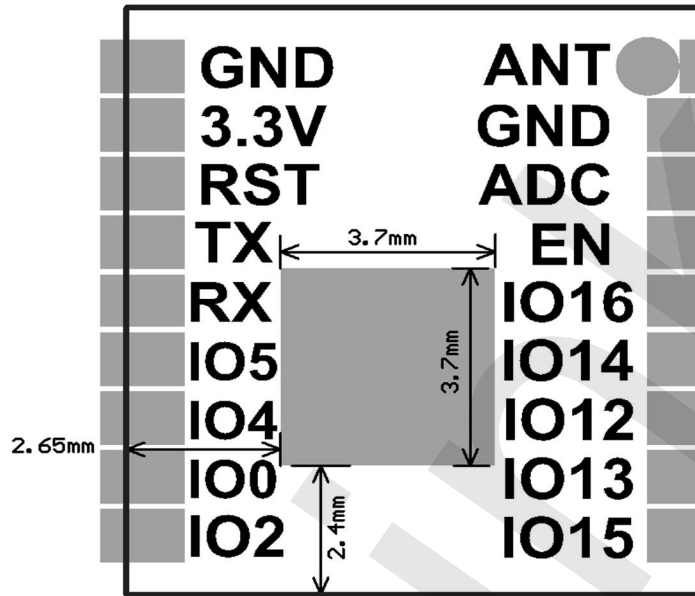 GND ANT
3.3V GND
RST ADC
TX 3.7mm EN
RX IO16
IO5 3.7mm IO14
IO4 IO12
2.65mm
IO0 IO13
IO2 2.4mm IO15